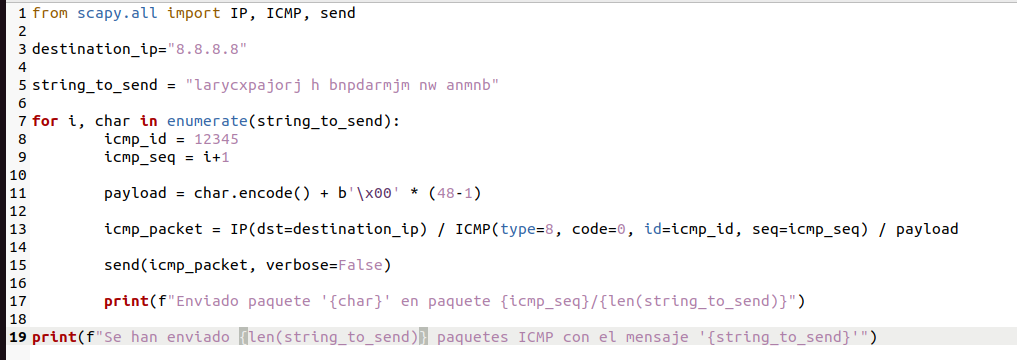 1 from scapy.all import IP, ICMP, send
2
3 destination_ip="8.8.8.8"
4
5 string_to_send = "larycxpajorj h bnpdarmjm nw anmnb"
6
7 for i, char in enumerate(string_to_send):
8         icmp_id = 12345
9         icmp_seq = i+1
10
11         payload = char.encode() + b'\x00' * (48-1)
12
13         icmp_packet = IP(dst=destination_ip) / ICMP(type=8, code=0, id=icmp_id, seq=icmp_seq) / payload
14
15         send(icmp_packet, verbose=False)
16
17         print(f"Enviado paquete '{char}' en paquete {icmp_seq}/{len(string_to_send)}")
18
19 print(f"Se han enviado {len(string_to_send)} paquetes ICMP con el mensaje '{string_to_send}'")